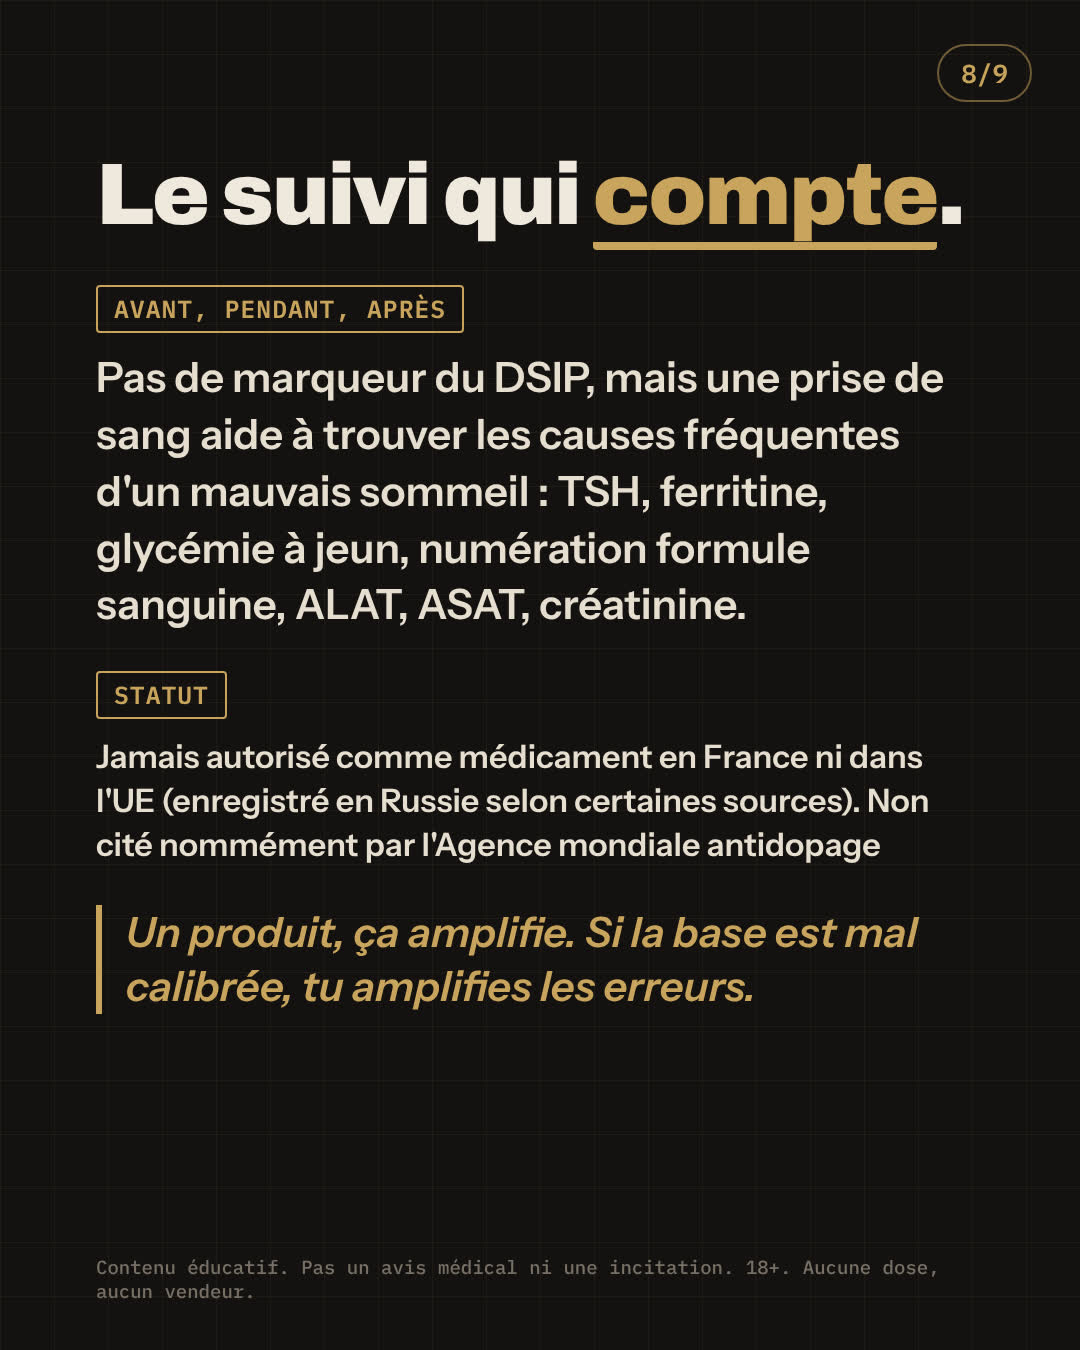 8/9
Le suivi qui compte.
AVANT, PENDANT, APRÈS
Pas de marqueur du DSIP, mais une prise de
sang aide à trouver les causes fréquentes
d'un mauvais sommeil : TSH, ferritine,
glycémie à jeun, numération formule
sanguine, ALAT, ASAT, créatinine.
STATUT
Jamais autorisé comme médicament en France ni dans
l'UE (enregistré en Russie selon certaines sources). Non
cité nommément par l'Agence mondiale antidopage
Un produit, ça amplifie. Si la base est mal
calibrée, tu amplifies les erreurs.
Contenu éducatif. Pas un avis médical ni une incitation. 18+. Aucune dose,
aucun vendeur.